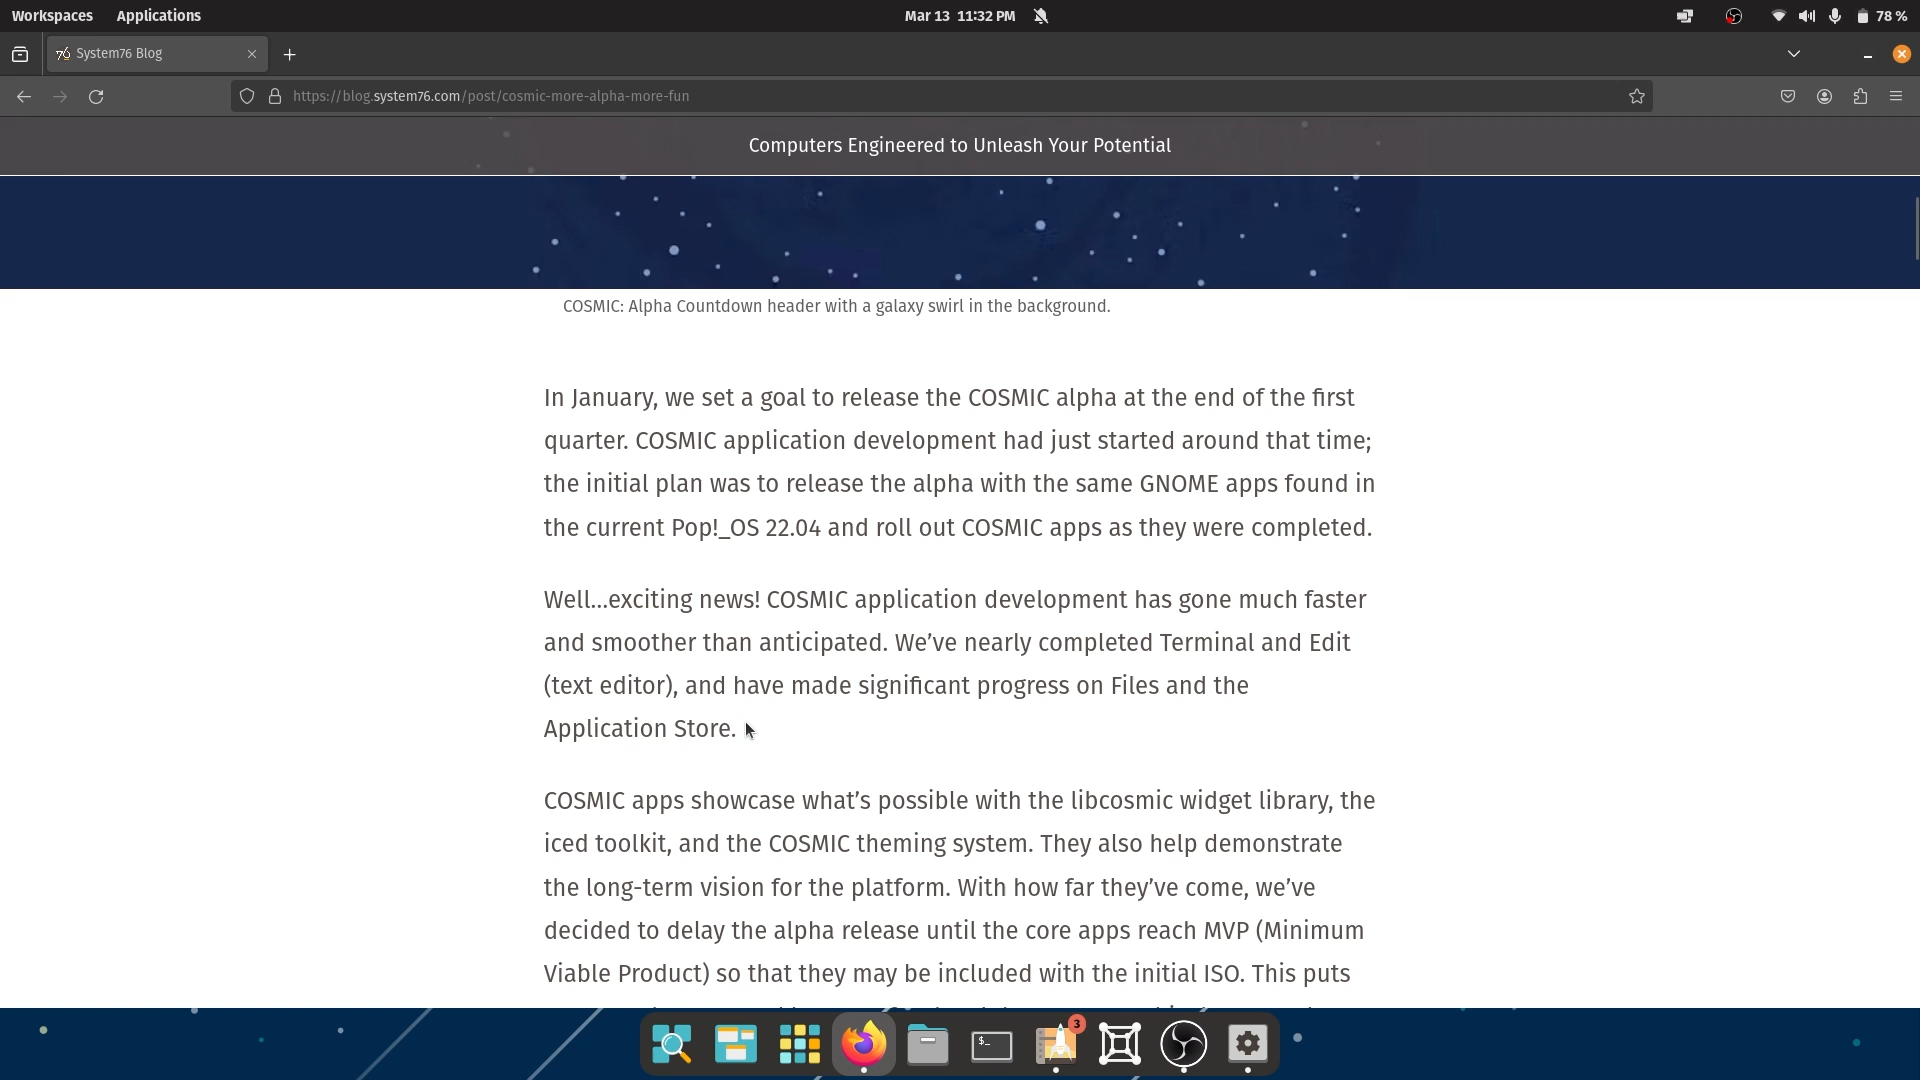 Workspaces Applications Mar 13 11:32 PM 78 %
System76 Blog
https://blog.system76.com/post/cosmic-more-alpha-more-fun
Computers Engineered to Unleash Your Potential
COSMIC: Alpha Countdown header with a galaxy swirl in the background.
In January, we set a goal to release the COSMIC alpha at the end of the first
quarter. COSMIC application development had just started around that time;
the initial plan was to release the alpha with the same GNOME apps found in
the current Pop!_OS 22.04 and roll out COSMIC apps as they were completed.
Well...exciting news! COSMIC application development has gone much faster
and smoother than anticipated. We’ve nearly completed Terminal and Edit
(text editor), and have made significant progress on Files and the
Application Store.
COSMIC apps showcase what’s possible with the libcosmic widget library, the
iced toolkit, and the COSMIC theming system. They also help demonstrate
the long-term vision for the platform. With how far they’ve come, we’ve
decided to delay the alpha release until the core apps reach MVP (Minimum
Viable Product) so that they may be included with the initial ISO. This puts
3
$_